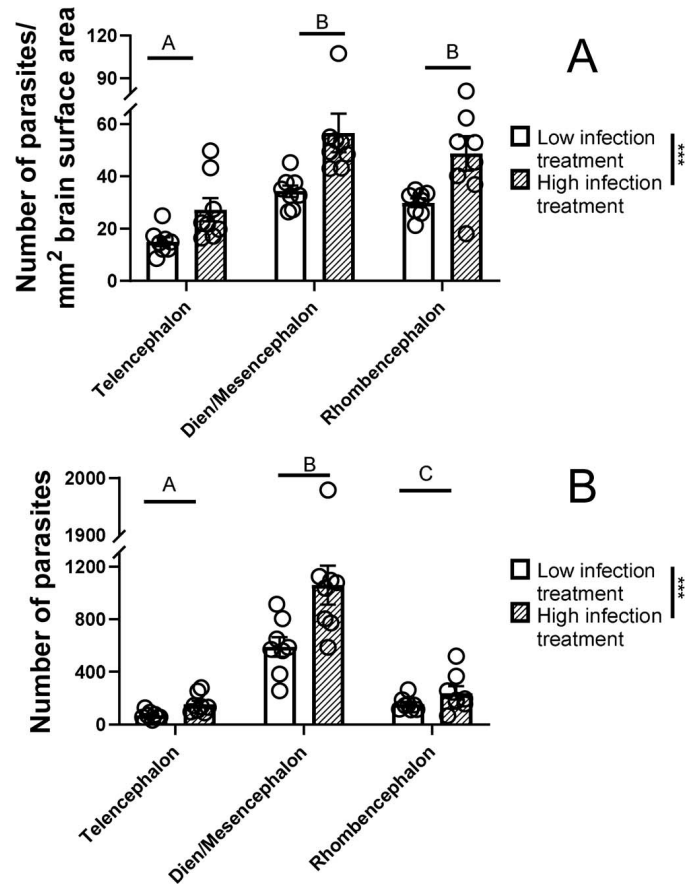 A
B
B
A
120
90
60
40
20
0
Number of parasites/
mm² brain surface area
Low infection
treatment
High infection
treatment
***
Telencephalon
Dien/Mesencephalon
Rhombencephalon
A
B
C
B
2000
1900
1200
800
400
0
Number of parasites
Low infection
treatment
High infection
treatment
***
Telencephalon
Dien/Mesencephalon
Rhombencephalon